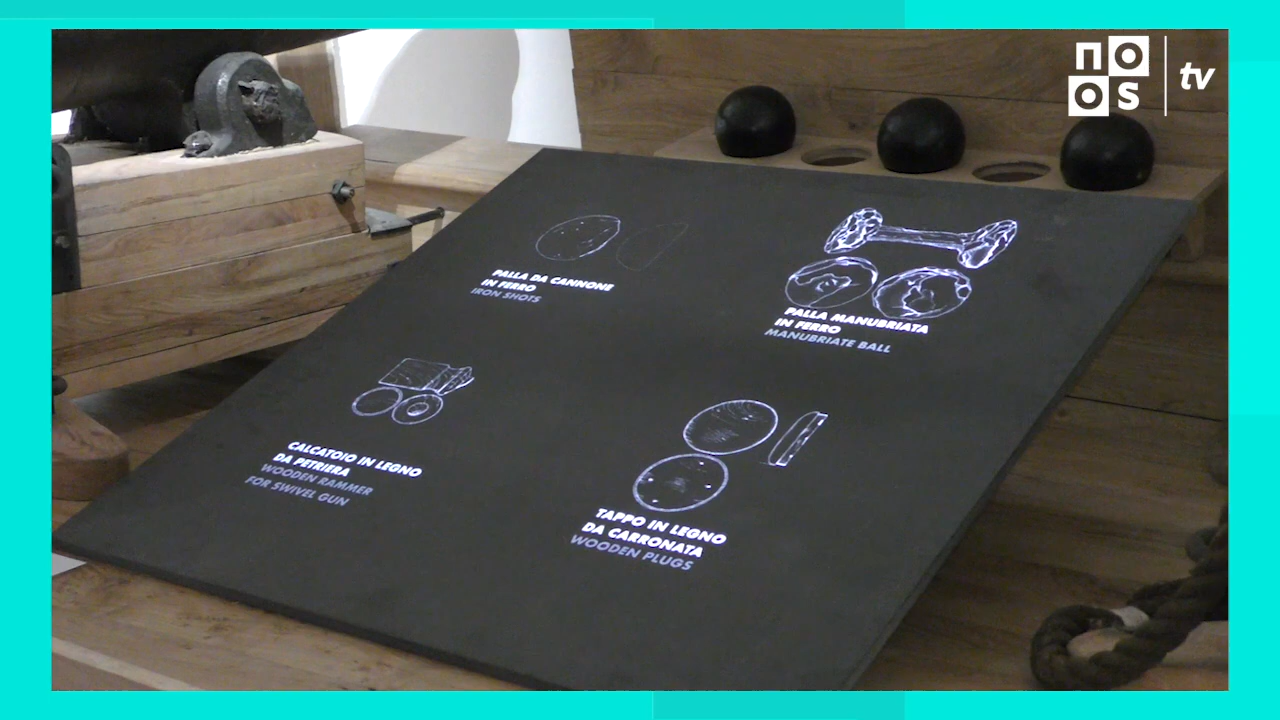 noos tv
PALLA DA CANNONE
IN FERRO
IRON SHOTS
PALLA MANUBRIATA
IN FERRO
MANUBRIATE BALL
CALCATOIO IN LEGNO
DA PETRIERA
WOODEN RAMMER
FOR SWIVEL GUN
TAPPO IN LEGNO
DA CARRONATA
WOODEN PLUGS